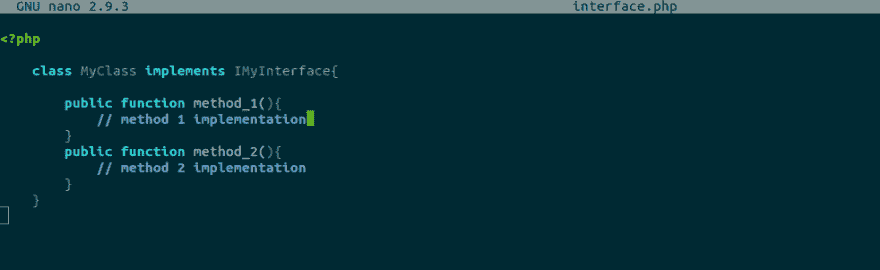 GNU nano 2.9.3 interface.php
<?php
class MyClass implements IMyInterface{
public function method_1(){
// method 1 implementation
}
public function method_2(){
// method 2 implementation
}
}